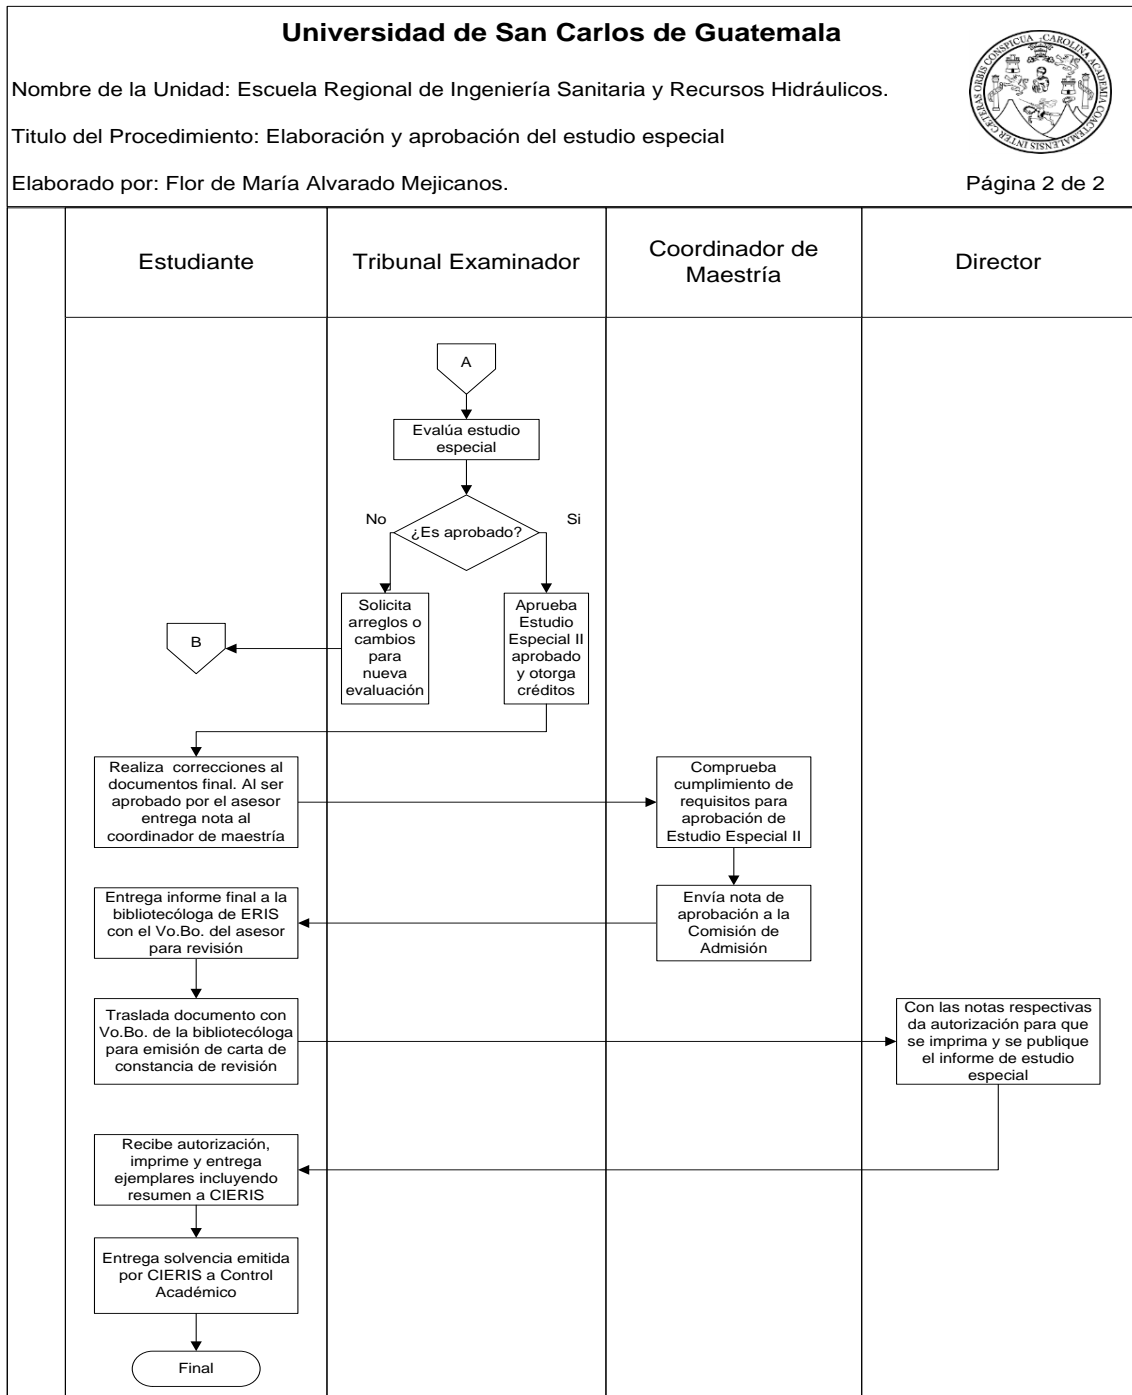 Universidad de San Carlos de Guatemala
Nombre de la Unidad: Escuela Regional de Ingeniería Sanitaria y Recursos Hidráulicos.
Titulo del Procedimiento: Elaboración y aprobación del estudio especial
Elaborado por: Flor de María Alvarado Mejicanos.
Página 2 de 2
INTER CÆTERAS ORBIS CONSPICUA CAROLINA ACADEMIA COACTEMALENSIS
Estudiante
Tribunal Examinador
Coordinador de
Maestría
Director
A
Evalúa estudio
especial
No
¿Es aprobado?
Si
Solicita
arreglos o
cambios
para
nueva
evaluación
Aprueba
Estudio
Especial II
aprobado
y otorga
créditos
B
Realiza correcciones al
documentos final. Al ser
aprobado por el asesor
entrega nota al
coordinador de maestría
Comprueba
cumplimiento de
requisitos para
aprobación de
Estudio Especial II
Envía nota de
aprobación a la
Comisión de
Admisión
Entrega informe final a la
bibliotecóloga de ERIS
con el Vo.Bo. del asesor
para revisión
Traslada documento con
Vo.Bo. de la bibliotecóloga
para emisión de carta de
constancia de revisión
Con las notas respectivas
da autorización para que
se imprima y se publique
el informe de estudio
especial
Recibe autorización,
imprime y entrega
ejemplares incluyendo
resumen a CIERIS
Entrega solvencia emitida
por CIERIS a Control
Académico
Final